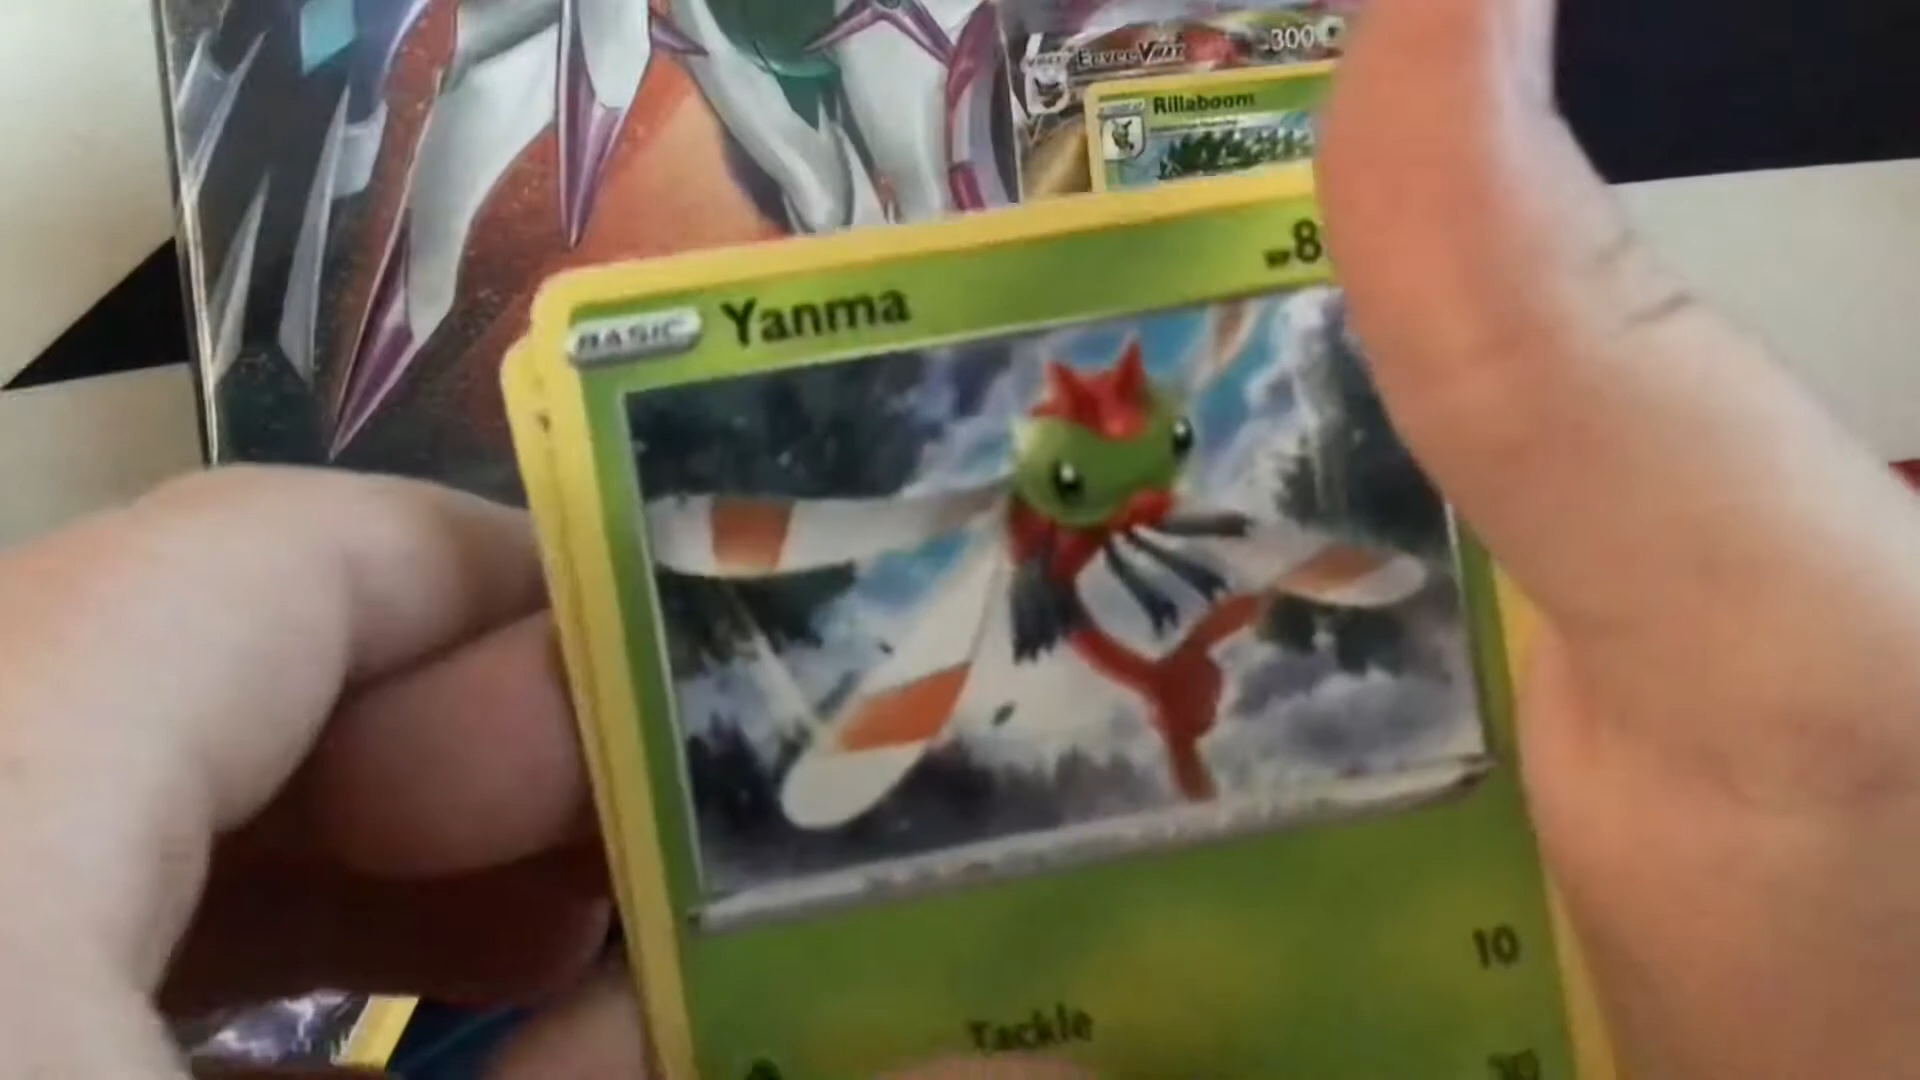 Eevee VMAX 300
Rillaboom
BASIC Yanma HP 8
10
Tackle